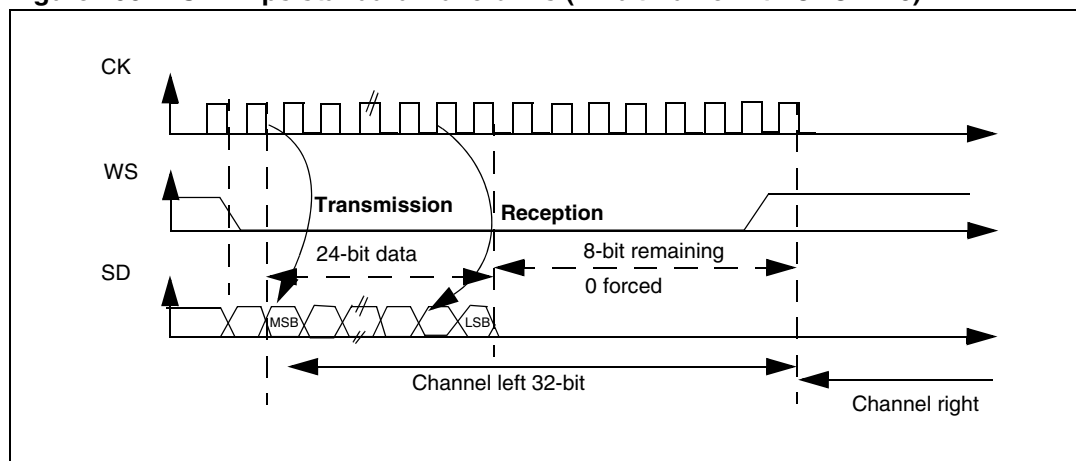 CK
WS
Transmission
Reception
24-bit data
8-bit remaining
SD
0 forced
MSB
LSB
Channel left 32-bit
Channel right